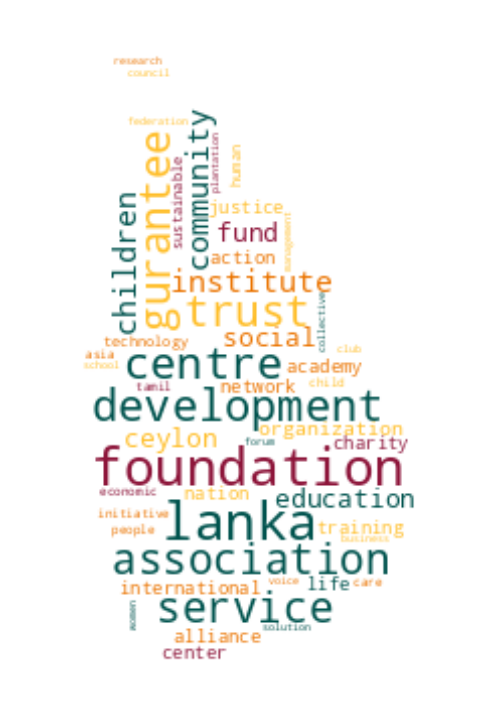 research
council
federation
gurantee
community
sustainable
plantation
human
children
justice
fund
management
action
institute
trust
collective
social
technology
club
asia
centre
school
academy
tamil
network
child
development
organization
ceylon
forum
charity
foundation
economic
nation
education
initiative
lanka
people
training
business
association
voice
international
life
care
women
service
solution
alliance
center